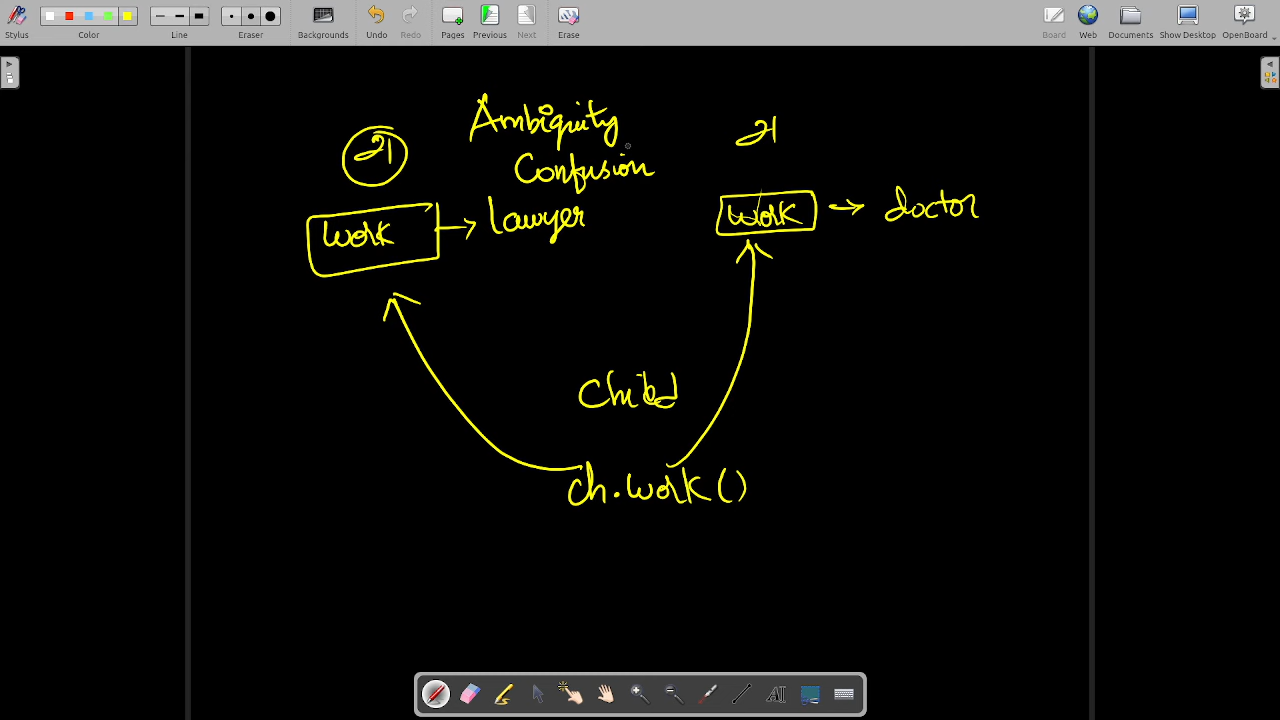 Stylus
Color
Line
Eraser
Backgrounds
Undo
Redo
Pages
Previous
Next
Erase
Board
Web
Documents
Show Desktop
OpenBoard
Ambiguity
Confusion
work → lawyer
work → doctor
Child
ch.work()